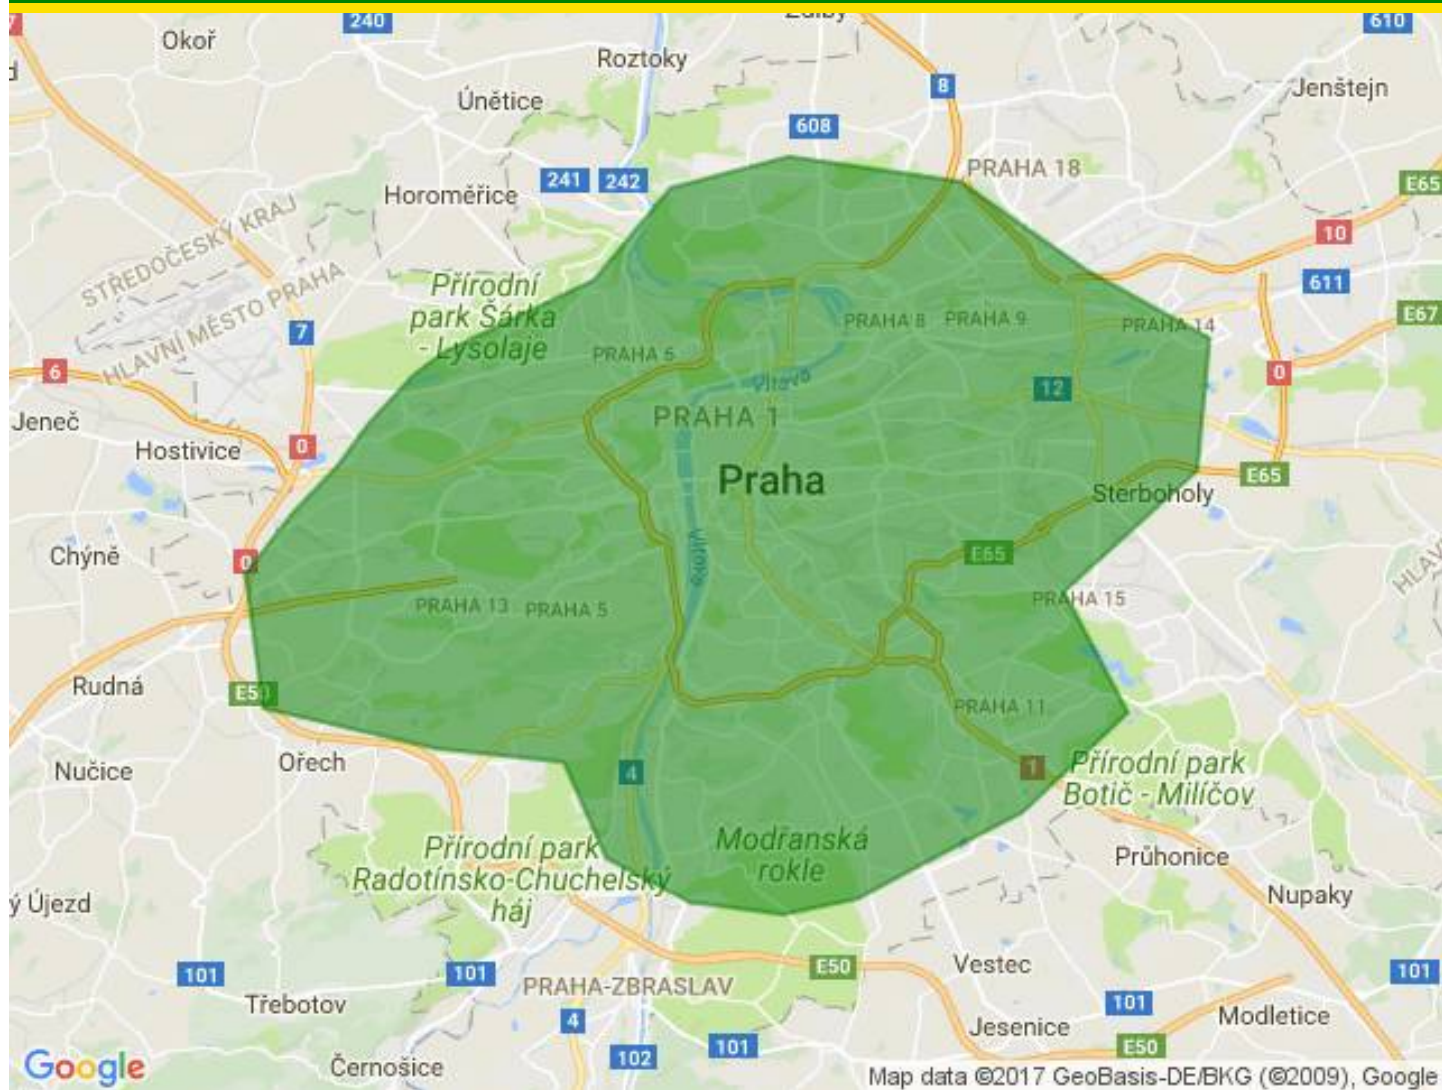 240
610
Okoř
Roztoky
8
Jenštejn
Únětice
608
PRAHA 18
241
242
E65
Horoměřice
10
STŘEDOČESKÝ KRAJ
HLAVNÍ MĚSTO PRAHA
Přírodní
park Šárka
- Lysolaje
611
E67
7
PRAHA 8
PRAHA 9
PRAHA 14
PRAHA 6
6
0
Vltava
12
Jeneč
PRAHA 1
Hostivice
0
Praha
E65
Sterboholy
Chýně
0
Vltava
E65
HLAV
PRAHA 13
PRAHA 5
PRAHA 15
Rudná
E50
PRAHA 11
Nučice
Ořech
4
1
Přírodní park
Botič - Milíčov
Přírodní park
Radotínsko-Chuchelský
háj
Modřanská
rokle
Průhonice
ý Újezd
Nupaky
101
101
E50
Vestec
101
PRAHA-ZBRASLAV
Třebotov
101
Modletice
4
Jesenice
102
101
E50
Google
Černošice
Map data ©2017 GeoBasis-DE/BKG (©2009), Google